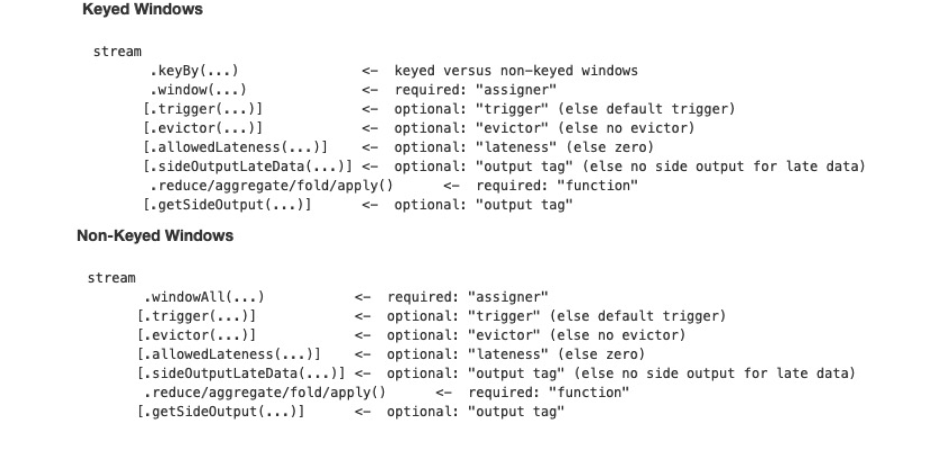 Keyed Windows
stream
.keyBy(...) <- keyed versus non-keyed windows
.window(...) <- required: "assigner"
[.trigger(...)] <- optional: "trigger" (else default trigger)
[.evictor(...)] <- optional: "evictor" (else no evictor)
[.allowedLateness(...)] <- optional: "lateness" (else zero)
[.sideOutputLateData(...)] <- optional: "output tag" (else no side output for late data)
.reduce/aggregate/fold/apply() <- required: "function"
[.getSideOutput(...)] <- optional: "output tag"
Non-Keyed Windows
stream
.windowAll(...) <- required: "assigner"
[.trigger(...)] <- optional: "trigger" (else default trigger)
[.evictor(...)] <- optional: "evictor" (else no evictor)
[.allowedLateness(...)] <- optional: "lateness" (else zero)
[.sideOutputLateData(...)] <- optional: "output tag" (else no side output for late data)
.reduce/aggregate/fold/apply() <- required: "function"
[.getSideOutput(...)] <- optional: "output tag"